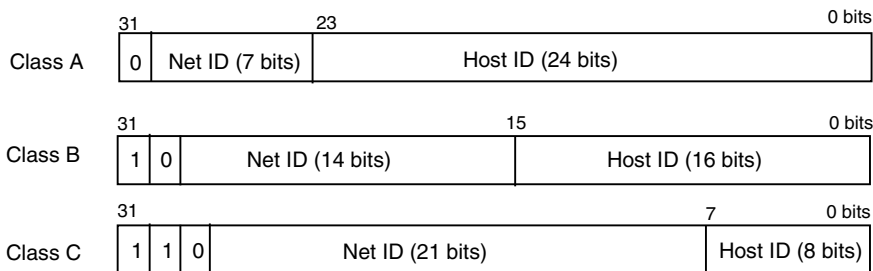 31 23 0 bits
Class A 0 Net ID (7 bits) Host ID (24 bits)
31 15 0 bits
Class B 1 0 Net ID (14 bits) Host ID (16 bits)
31 7 0 bits
Class C 1 1 0 Net ID (21 bits) Host ID (8 bits)